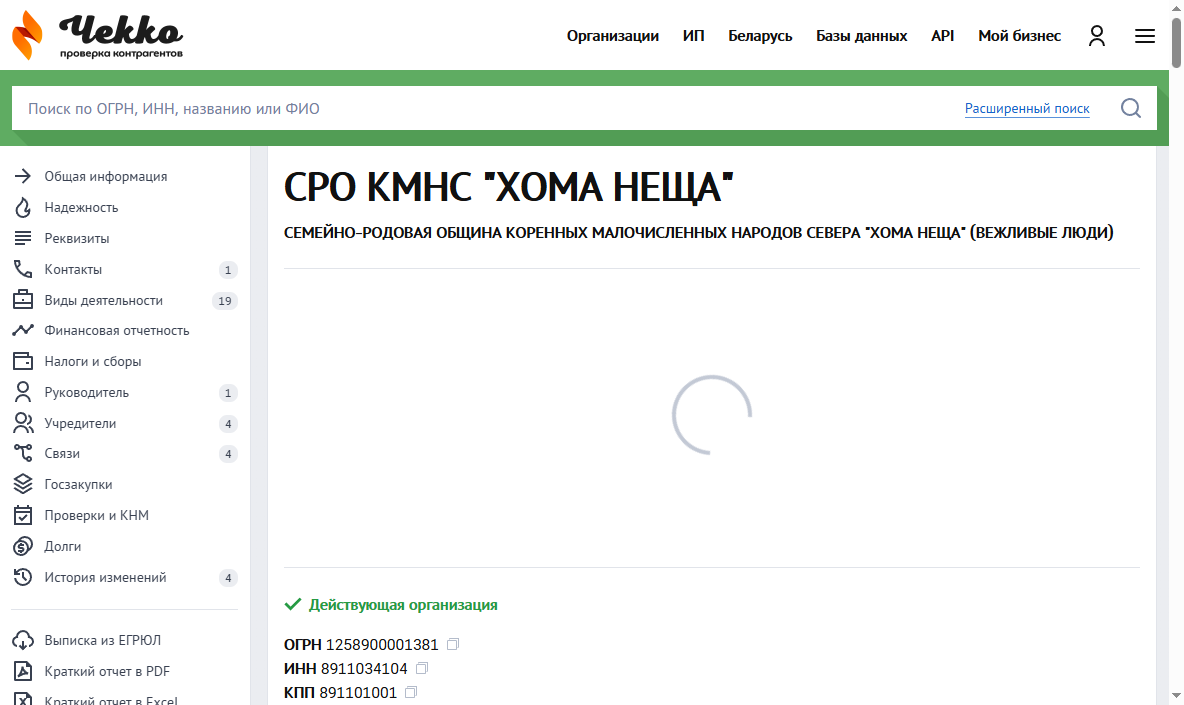 Чекко
проверка контрагентов
Организации ИП Беларусь Базы данных API Мой бизнес
Поиск по ОГРН, ИНН, названию или ФИО
Расширенный поиск
Общая информация
Надежность
Реквизиты
Контакты 1
Виды деятельности 19
Финансовая отчетность
Налоги и сборы
Руководитель 1
Учредители 4
Связи 4
Госзакупки
Проверки и КНМ
Долги
История изменений 4
Выписка из ЕГРЮЛ
Краткий отчет в PDF
Краткий отчет в Excel
СРО КМНС "ХОМА НЕЩА"
СЕМЕЙНО-РОДОВАЯ ОБЩИНА КОРЕННЫХ МАЛОЧИСЛЕННЫХ НАРОДОВ СЕВЕРА "ХОМА НЕЩА" (ВЕЖЛИВЫЕ ЛЮДИ)
Действующая организация
ОГРН 1258900001381
ИНН 8911034104
КПП 891101001